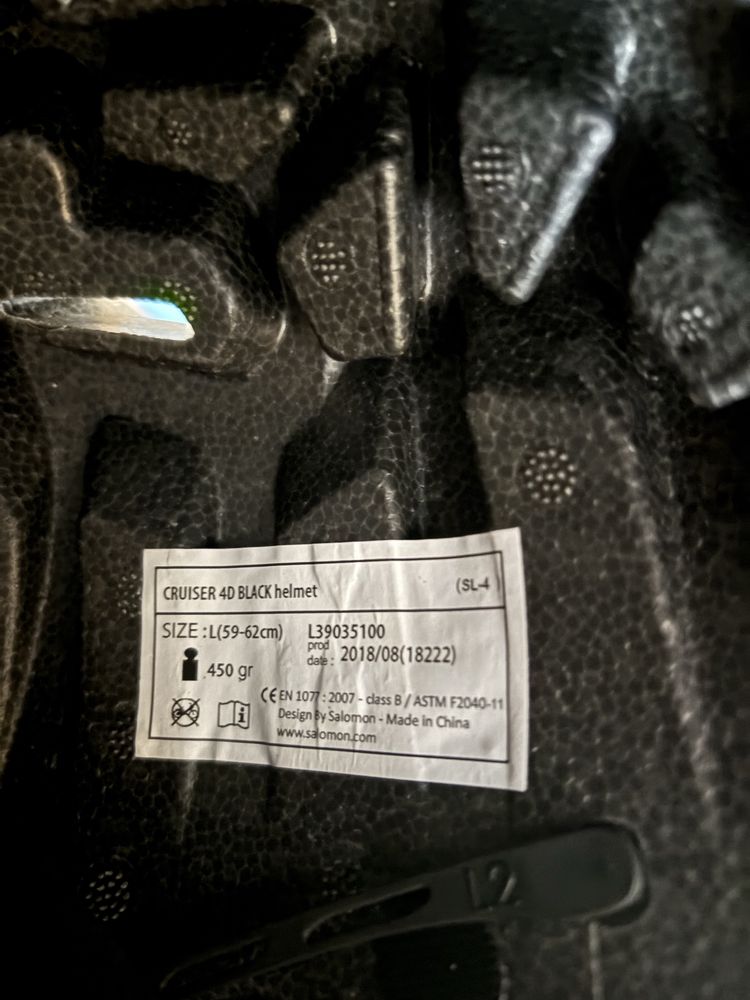 CRUISER 4D BLACK helmet
(SL-4
SIZE : L(59-62cm)
L39035100
prod
date : 2018/08(18222)
450 gr
CE EN 1077 : 2007 - class B / ASTM F2040-11
Design By Salomon - Made in China
www.salomon.com
L2